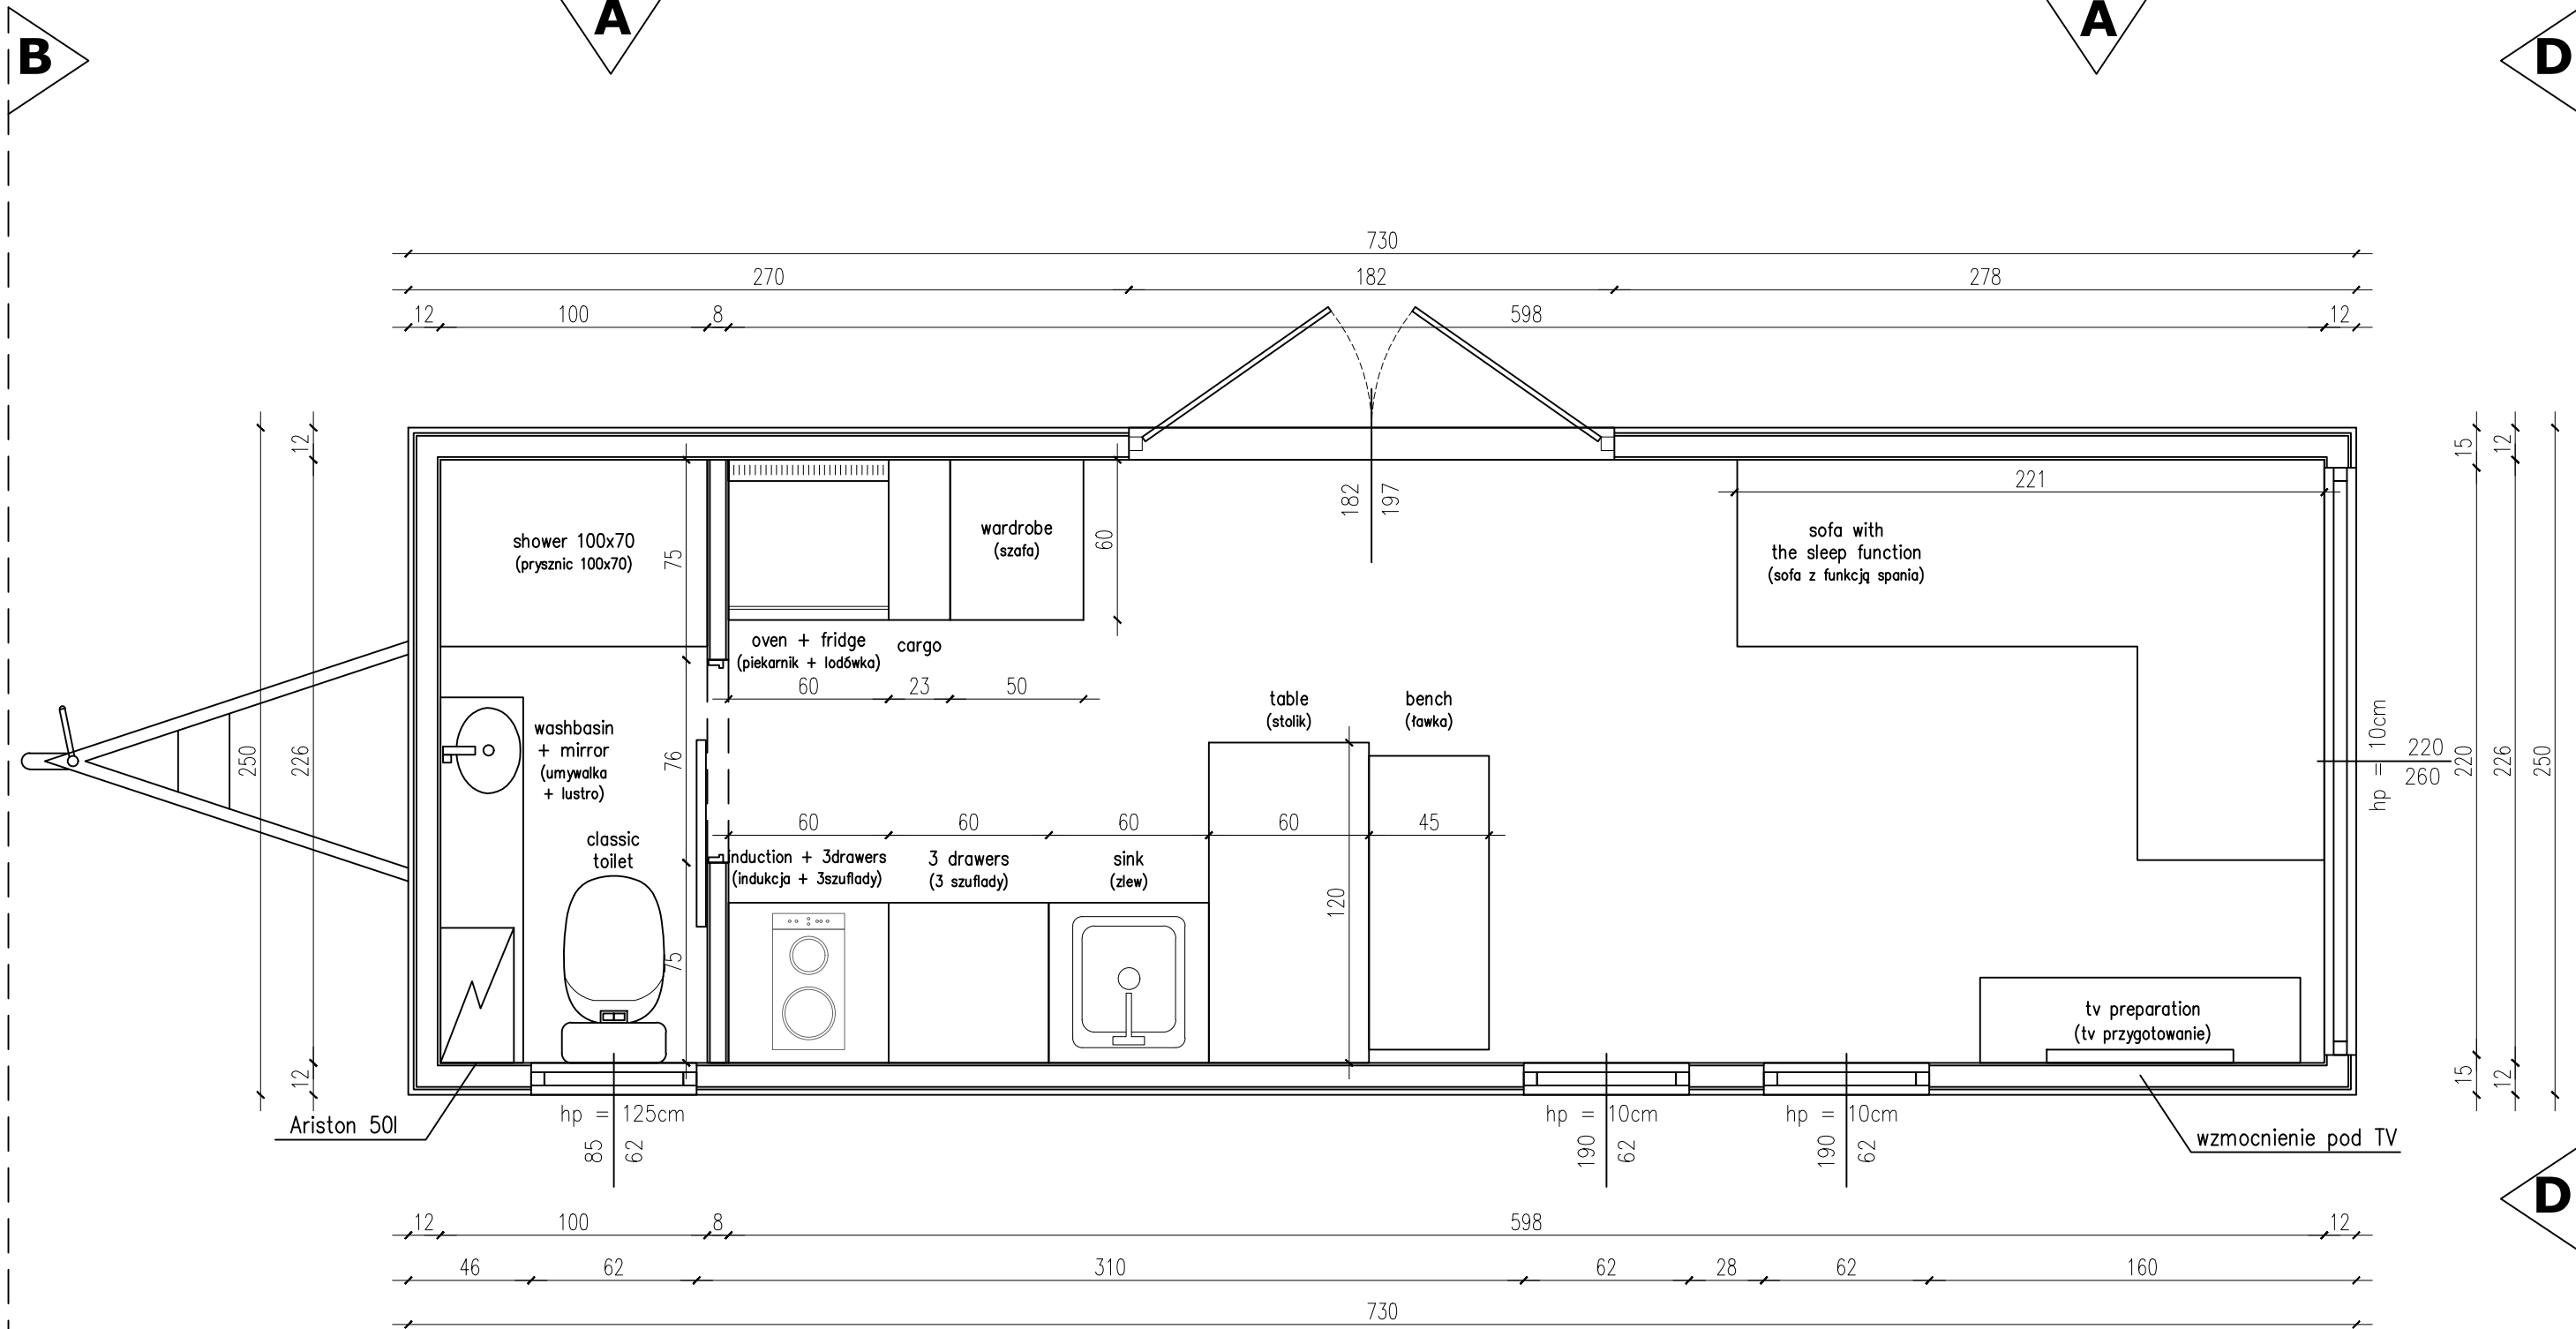 B
A
A
D
730
270
182
278
12
100
8
598
12
250
12
226
12
shower 100x70
(prysznic 100x70)
75
76
75
wardrobe
(szafa)
60
oven + fridge
(piekarnik + lodówka)
cargo
60
23
50
182
197
221
sofa with
the sleep function
(sofa z funkcją spania)
washbasin
+ mirror
(umywalka
+ lustro)
classic
toilet
table
(stolik)
bench
(ławka)
60
60
60
60
45
induction + 3drawers
(indukcja + 3szuflady)
3 drawers
(3 szuflady)
sink
(zlew)
120
tv preparation
(tv przygotowanie)
hp = 10cm
220
260
15
220
15
12
226
12
250
Ariston 50l
hp = 125cm
85
62
hp = 10cm
190
62
hp = 10cm
190
62
wzmocnienie pod TV
D
12
100
8
598
12
46
62
310
62
28
62
160
730